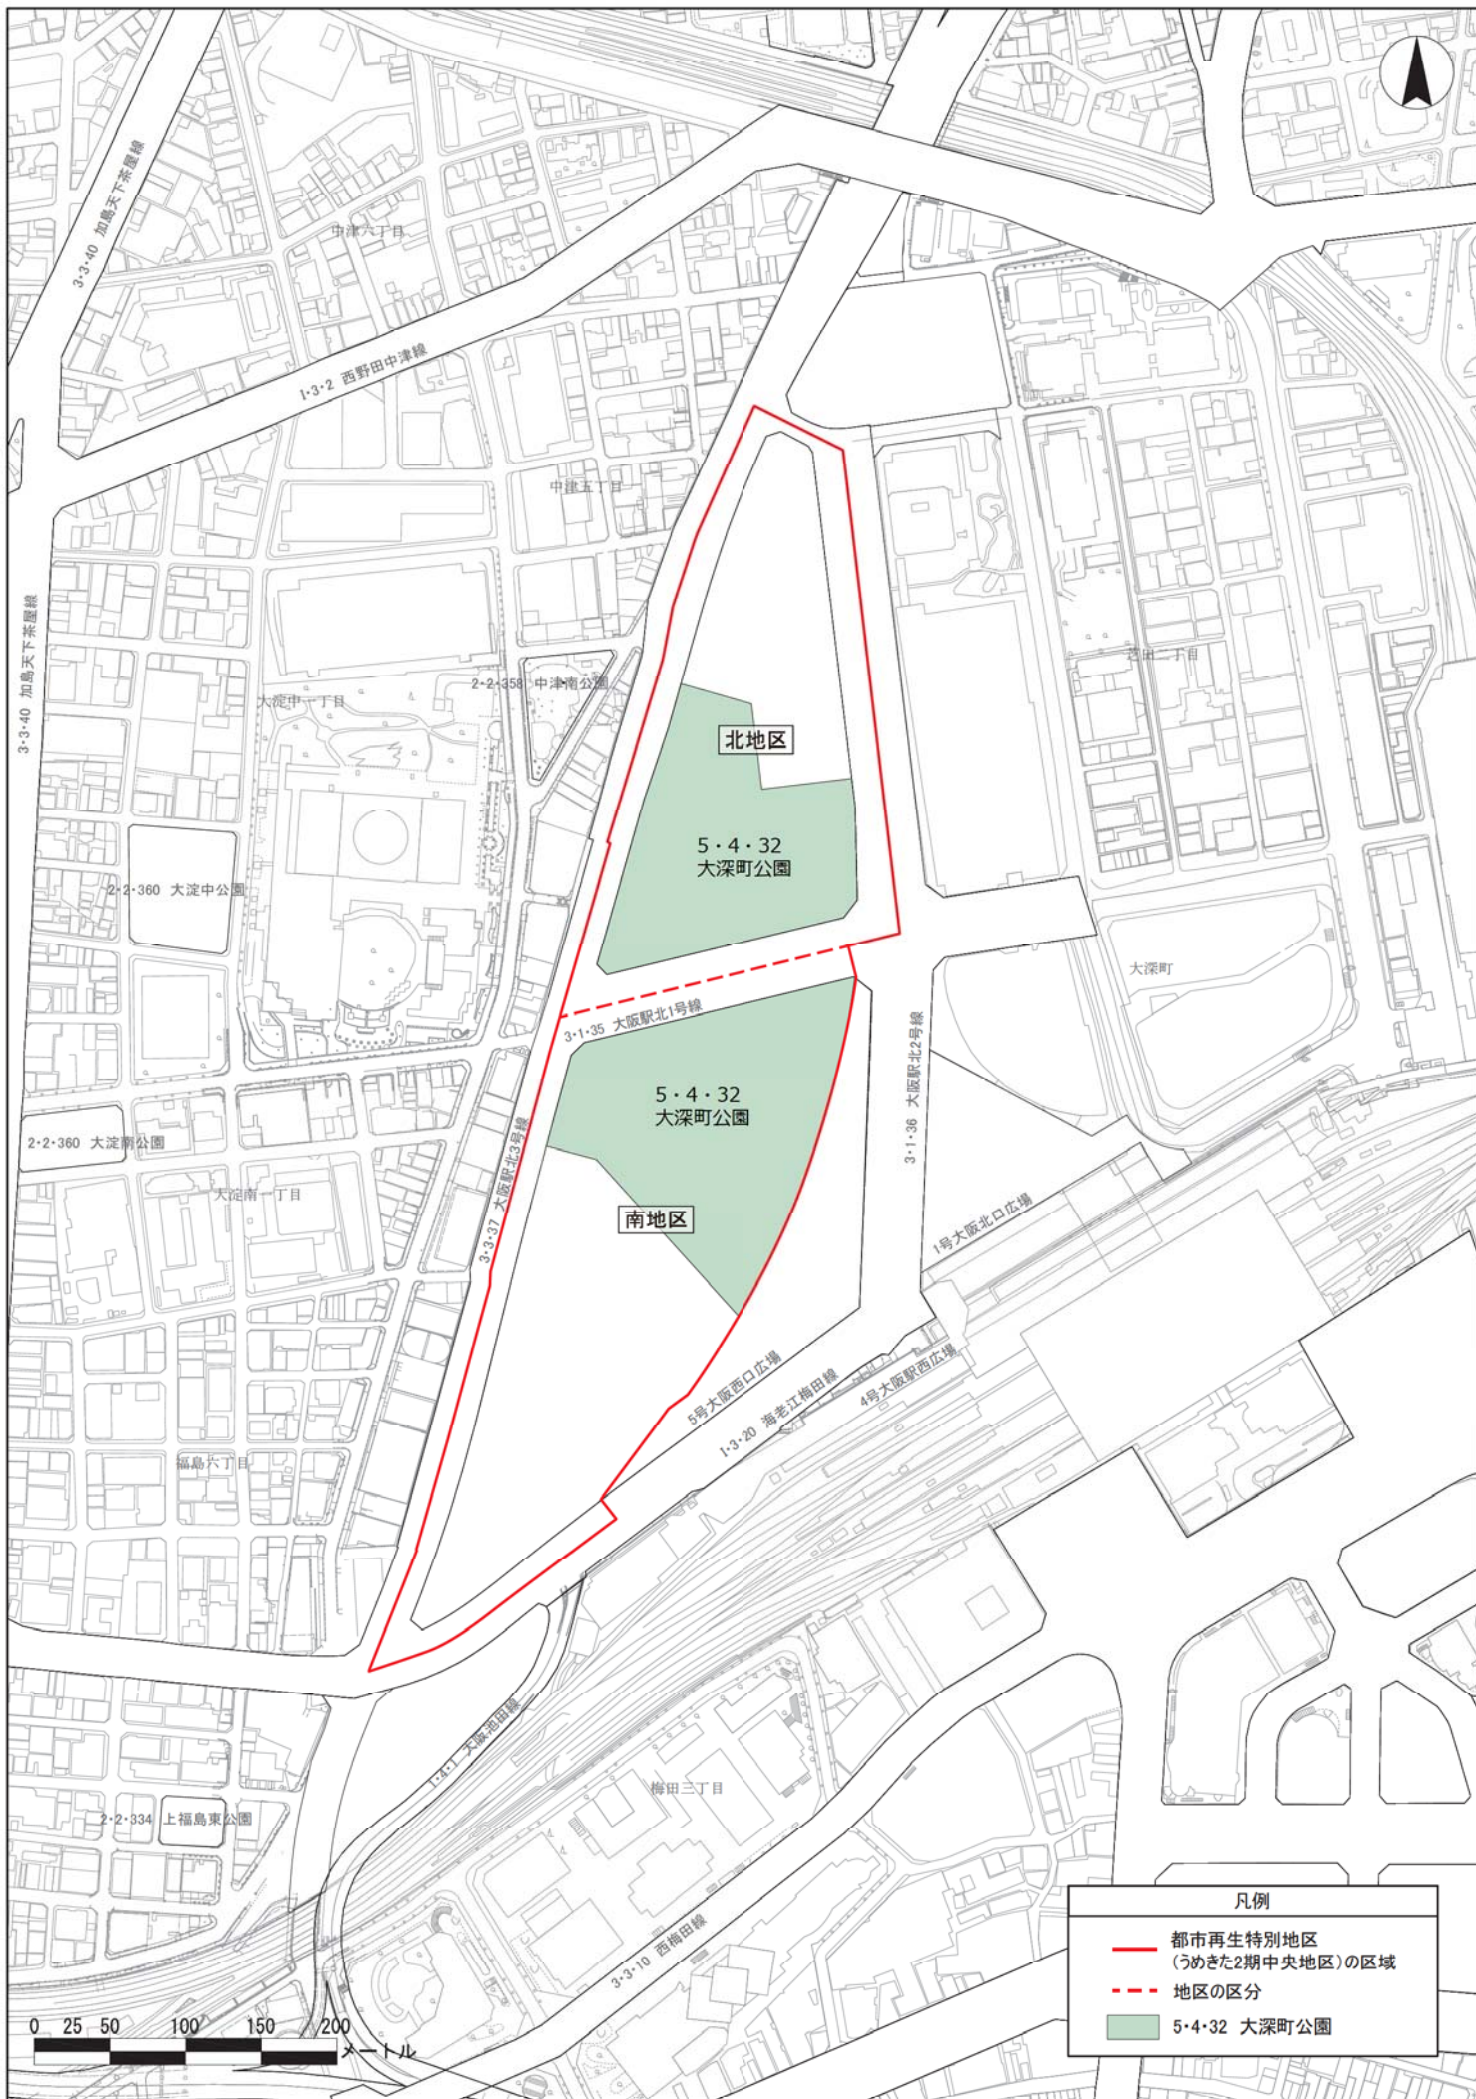 3・3・40 加島天下茶屋線
中津六丁目
1・3・2 西野田中津線
中津五丁目
3・3・40 加島天下茶屋線
大淀中一丁目
2・2・358 中津南公園
芝田二丁目
北地区
5・4・32
大深町公園
2・2・360 大淀中公園
大深町
3・1・35 大阪駅北1号線
3・1・36 大阪駅北2号線
5・4・32
大深町公園
2・2・360 大淀南公園
大淀南一丁目
3・3・37 大阪駅北3号線
南地区
1号大阪北口広場
5号大阪西口広場
1・3・20 海老江梅田線
4号大阪駅西広場
福島六丁目
1・4・1 大阪池田線
梅田三丁目
2・2・334 上福島東公園
3・3・10 西梅田線
凡例
都市再生特別地区
(うめきた2期中央地区)の区域
地区の区分
5・4・32 大深町公園
0 25 50 100 150 200
メートル